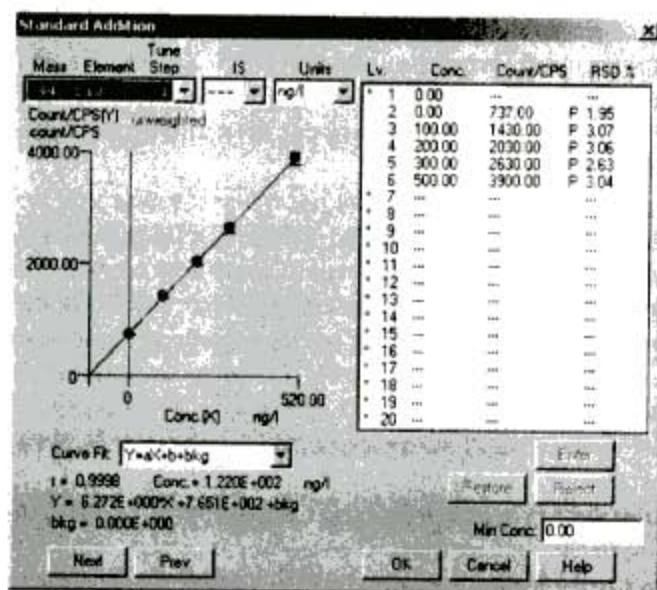 Standard Addition
Tune
Mass Element Step IS Units
--- ng/l
Count/CPS[Y] unweighted
count/CPS
4000.00
2000.00
0
0 520.00
Conc.[X] ng/l
Lv. Conc. Count/CPS RSD %
* 1 0.00 --- ---
2 0.00 737.00 P 1.95
3 100.00 1430.00 P 3.07
4 200.00 2030.00 P 3.06
5 300.00 2630.00 P 2.63
6 500.00 3900.00 P 3.04
* 7 --- --- ---
* 8 --- --- ---
* 9 --- --- ---
* 10 --- --- ---
* 11 --- --- ---
* 12 --- --- ---
* 13 --- --- ---
* 14 --- --- ---
* 15 --- --- ---
* 16 --- --- ---
* 17 --- --- ---
* 18 --- --- ---
* 19 --- --- ---
* 20 --- --- ---
Curve Fit: Y=aX+b+bkg
r = 0.9998 Conc. = 1.220E+002 ng/l
Y = 6.272E+000*X +7.651E+002 +bkg
bkg = 0.000E+000
Enter
Restore Reject
Min Conc. 0.00
Next Prev OK Cancel Help